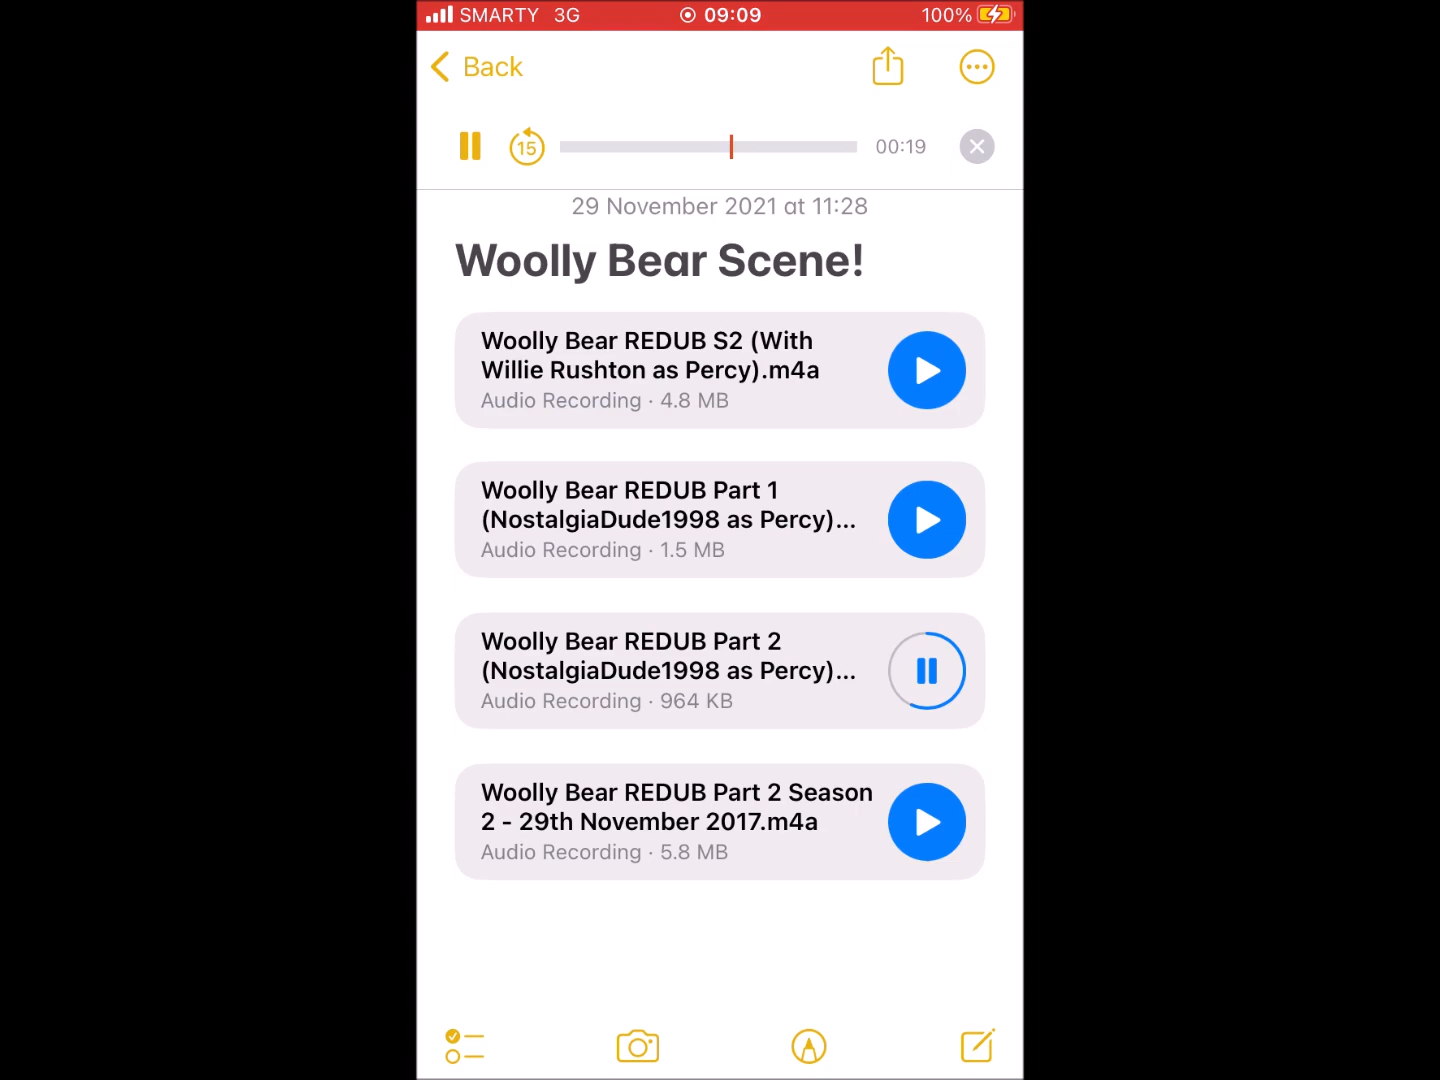 SMARTY 3G 09:09 100%
Back
15 00:19
29 November 2021 at 11:28
Woolly Bear Scene!
Woolly Bear REDUB S2 (With
Willie Rushton as Percy).m4a
Audio Recording · 4.8 MB
Woolly Bear REDUB Part 1
(NostalgiaDude1998 as Percy)...
Audio Recording · 1.5 MB
Woolly Bear REDUB Part 2
(NostalgiaDude1998 as Percy)...
Audio Recording · 964 KB
Woolly Bear REDUB Part 2 Season
2 - 29th November 2017.m4a
Audio Recording · 5.8 MB